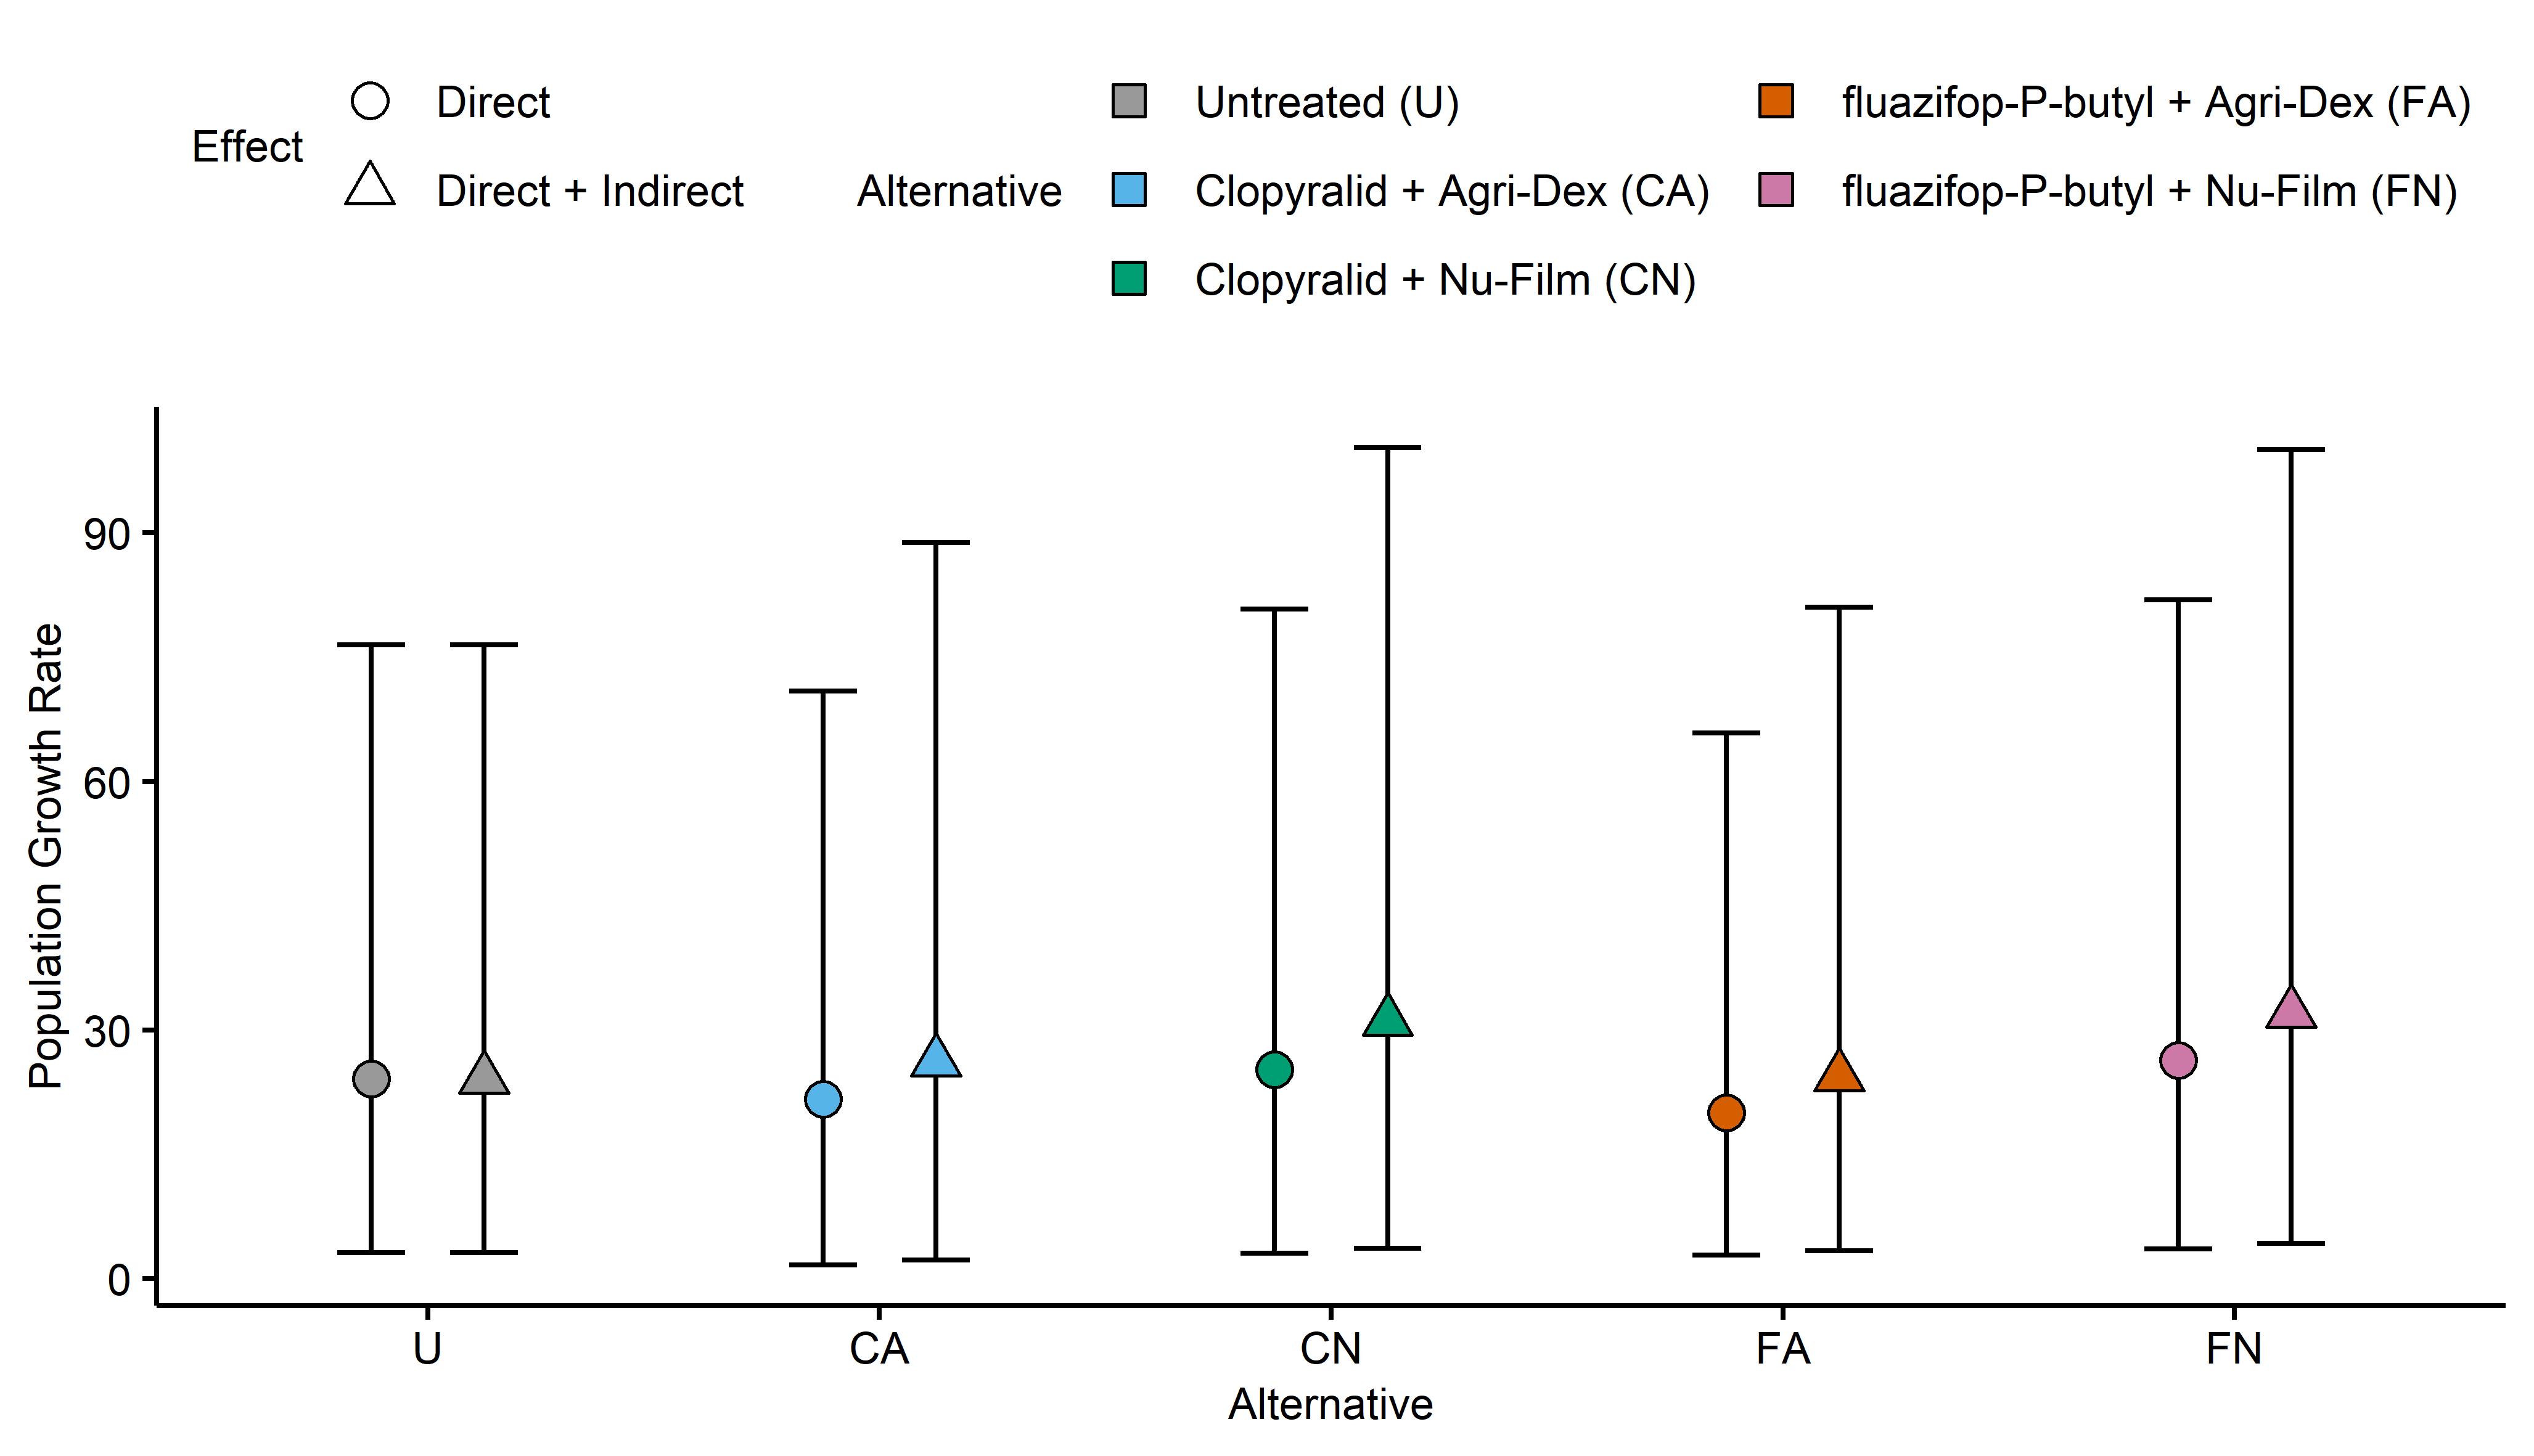 Effect
Direct
Direct + Indirect
Alternative
Untreated (U)
Clopyralid + Agri-Dex (CA)
Clopyralid + Nu-Film (CN)
fluazifop-P-butyl + Agri-Dex (FA)
fluazifop-P-butyl + Nu-Film (FN)
Population Growth Rate
90
60
30
0
U
CA
CN
FA
FN
Alternative